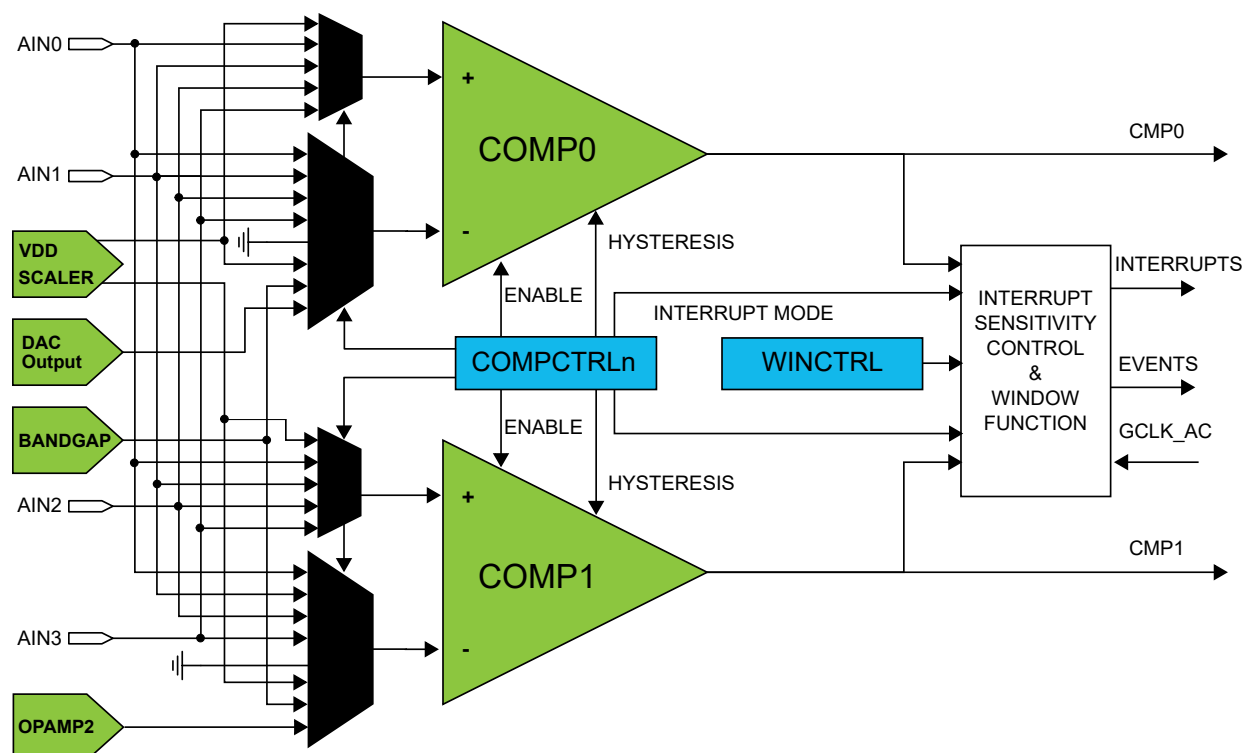 AIN0
AIN1
VDD
SCALER
DAC
Output
BANDGAP
AIN2
AIN3
OPAMP2
+
COMP0
-
HYSTERESIS
ENABLE
INTERRUPT MODE
COMPCTRLn
WINCTRL
ENABLE
HYSTERESIS
+
COMP1
-
CMP0
INTERRUPT
SENSITIVITY
CONTROL
&
WINDOW
FUNCTION
INTERRUPTS
EVENTS
GCLK_AC
CMP1